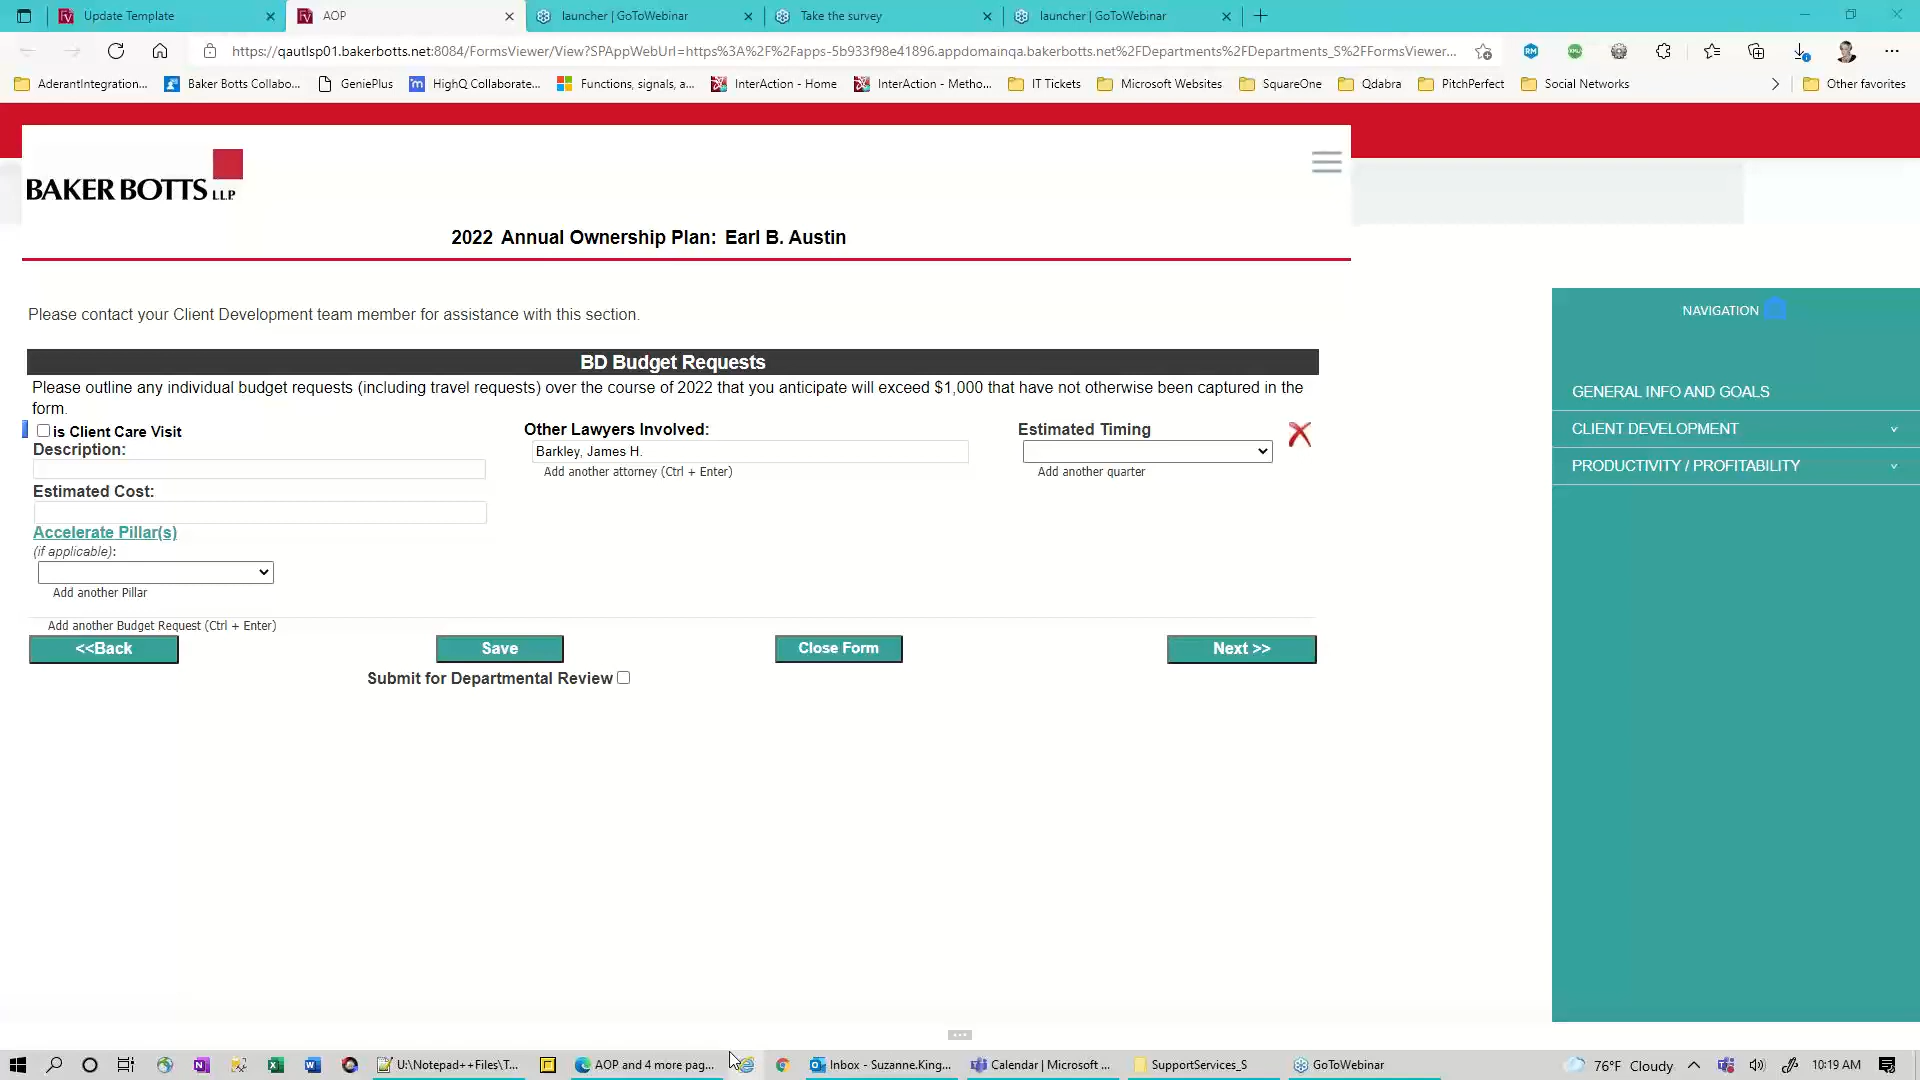 Update Template
AOP
launcher | GoToWebinar
Take the survey
launcher | GoToWebinar
https://qautlsp01.bakerbotts.net:8084/FormsViewer/View?SPAppWebUrl=https%3A%2F%2Fapps-5b933f98e41896.appdomainqa.bakerbotts.net%2FDepartments%2FDepartments_S%2FFormsViewer...
AderantIntegration...
Baker Botts Collabo...
GeniePlus
HighQ Collaborate...
Functions, signals, a...
InterAction - Home
InterAction - Metho...
IT Tickets
Microsoft Websites
SquareOne
Qdabra
PitchPerfect
Social Networks
Other favorites
BAKER BOTTS LLP
2022 Annual Ownership Plan: Earl B. Austin
NAVIGATION
Please contact your Client Development team member for assistance with this section.
BD Budget Requests
Please outline any individual budget requests (including travel requests) over the course of 2022 that you anticipate will exceed $1,000 that have not otherwise been captured in the
form.
is Client Care Visit
Description:
Estimated Cost:
Accelerate Pillar(s)
(if applicable):
Add another Pillar
Other Lawyers Involved:
Barkley, James H.
Add another attorney (Ctrl + Enter)
Estimated Timing
Add another quarter
Add another Budget Request (Ctrl + Enter)
<<Back
Save
Close Form
Next >>
Submit for Departmental Review
GENERAL INFO AND GOALS
CLIENT DEVELOPMENT
PRODUCTIVITY / PROFITABILITY
U:\Notepad++Files\T...
AOP and 4 more pag...
Inbox - Suzanne.King...
Calendar | Microsoft ...
SupportServices_S
GoToWebinar
76°F Cloudy
10:19 AM